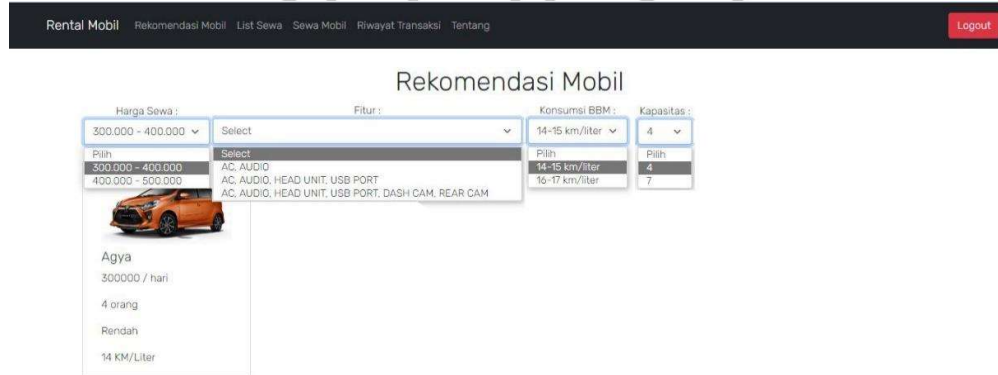 Rental Mobil Rekomendasi Mobil List Sewa Sewa Mobil Riwayat Transaksi Tentang Logout
Rekomendasi Mobil
Harga Sewa : Fitur : Konsumsi BBM : Kapasitas :
300.000 - 400.000 Select 14-15 km/liter 4
Pilih Select Pilih Pilih
300.000 - 400.000 AC, AUDIO 14-15 km/liter 4
400.000 - 500.000 AC, AUDIO, HEAD UNIT, USB PORT 16-17 km/liter 7
AC, AUDIO, HEAD UNIT, USB PORT, DASH CAM, REAR CAM
Agya
300000 / hari
4 orang
Rendah
14 KM/Liter